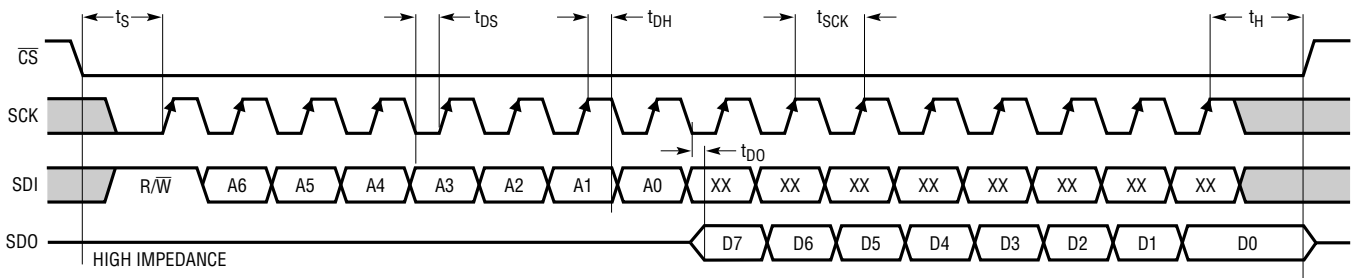 tS tDS tDH tSCK tH
CS
SCK
tDO
SDI R/W A6 A5 A4 A3 A2 A1 A0 XX XX XX XX XX XX XX XX
SDO D7 D6 D5 D4 D3 D2 D1 D0
HIGH IMPEDANCE